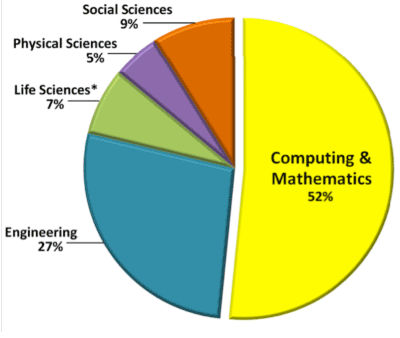 Social Sciences
9%
Physical Sciences
5%
Life Sciences*
7%
Computing &
Mathematics
52%
Engineering
27%